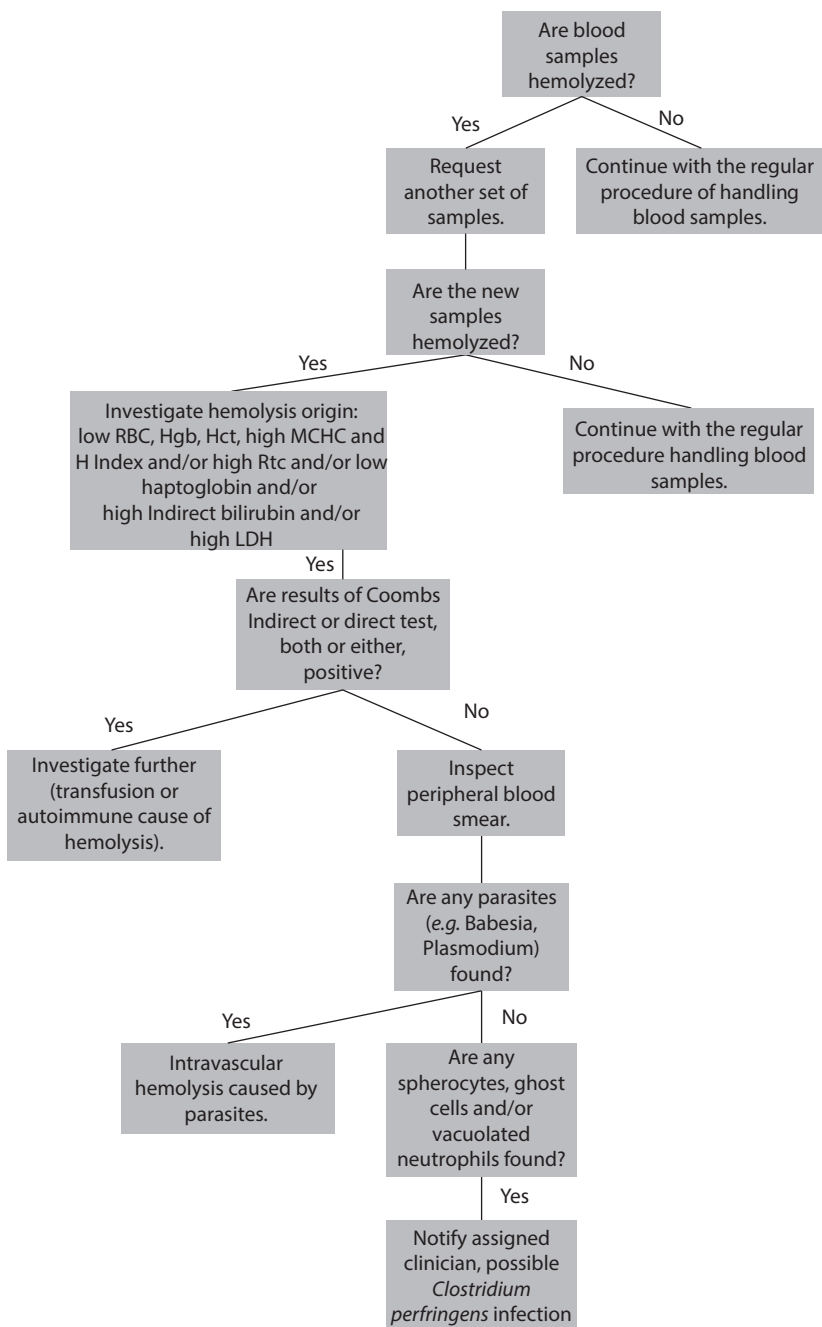 Are blood
samples
hemolyzed?
Yes
No
Request
another set of
samples.
Continue with the regular
procedure of handling
blood samples.
Are the new
samples
hemolyzed?
Yes
No
Investigate hemolysis origin:
low RBC, Hgb, Hct, high MCHC and
H Index and/or high Rtc and/or low
haptoglobin and/or
high Indirect bilirubin and/or
high LDH
Continue with the regular
procedure handling blood
samples.
Yes
Are results of Coombs
Indirect or direct test,
both or either,
positive?
Yes
No
Investigate further
(transfusion or
autoimmune cause of
hemolysis).
Inspect
peripheral blood
smear.
Are any parasites
(e.g. Babesia,
Plasmodium)
found?
Yes
No
Intravascular
hemolysis caused by
parasites.
Are any
spherocytes, ghost
cells and/or
vacuolated
neutrophils found?
Yes
Notify assigned
clinician, possible
Clostridium
perfringens infection